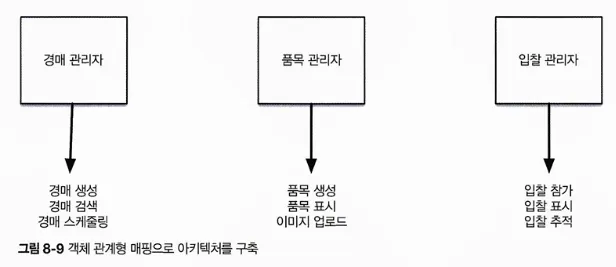 경매 관리자
품목 관리자
입찰 관리자
경매 생성
경매 검색
경매 스케줄링
품목 생성
품목 표시
이미지 업로드
입찰 참가
입찰 표시
입찰 추적
그림 8-9 객체 관계형 매핑으로 아키텍처를 구축